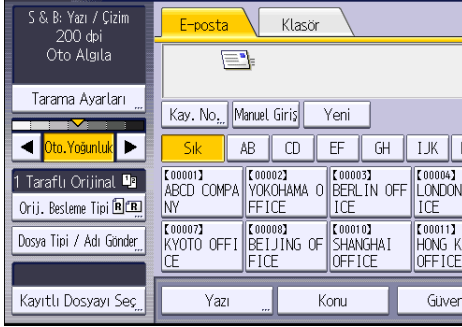 S & B: Yazı / Çizim
200 dpi
Oto Algıla
Tarama Ayarları
Oto.Yoğunluk
1 Taraflı Orijinal
Orij. Besleme Tipi
Dosya Tipi / Adı Gönder
Kayıtlı Dosyayı Seç
E-posta Klasör
Kay. No. Manuel Giriş Yeni
Sık AB CD EF GH IJK
[00001] [00002] [00003] [00004]
ABCD COMPA YOKOHAMA O BERLIN OFF LONDON
NY FFICE ICE ICE
[00007] [00008] [00010] [00011]
KYOTO OFFI BEIJING OF SHANGHAI HONG K
CE FICE OFFICE OFFICE
Yazı Konu Güven